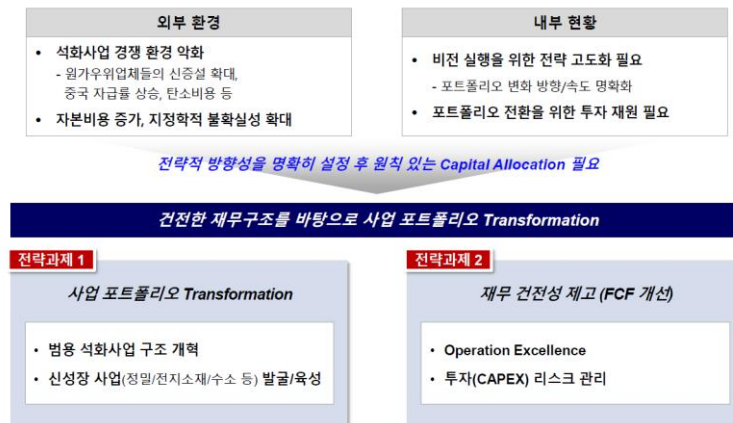 외부 환경
• 석화사업 경쟁 환경 악화
- 원가우위업체들의 신증설 확대,
중국 자급률 상승, 탄소비용 등
• 자본비용 증가, 지정학적 불확실성 확대
내부 현황
• 비전 실행을 위한 전략 고도화 필요
- 포트폴리오 변화 방향/속도 명확화
• 포트폴리오 전환을 위한 투자 재원 필요
전략적 방향성을 명확히 설정 후 원칙 있는 Capital Allocation 필요
건전한 재무구조를 바탕으로 사업 포트폴리오 Transformation
전략과제 1
사업 포트폴리오 Transformation
• 범용 석화사업 구조 개혁
• 신성장 사업(정밀/전지소재/수소 등) 발굴/육성
전략과제 2
재무 건전성 제고 (FCF 개선)
• Operation Excellence
• 투자(CAPEX) 리스크 관리